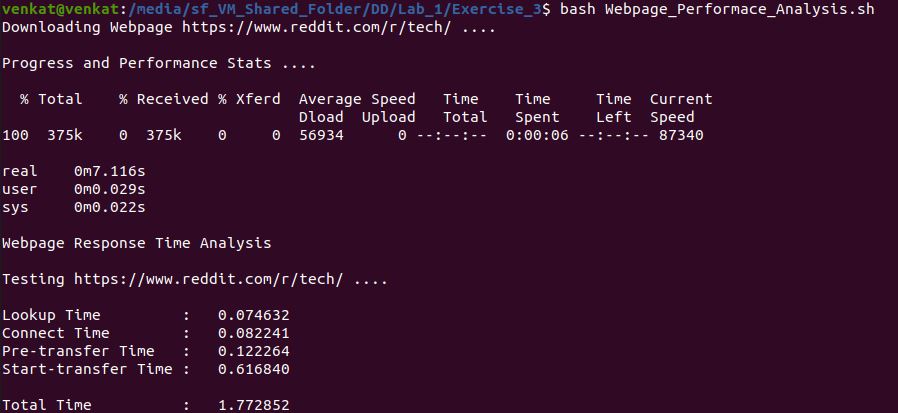 venkat@venkat:/media/sf_VM_Shared_Folder/DD/Lab_1/Exercise_3$ bash Webpage_Performace_Analysis.sh
Downloading Webpage https://www.reddit.com/r/tech/ ....
Progress and Performance Stats ....
% Total % Received % Xferd Average Speed Time Time Time Current
Dload Upload Total Spent Left Speed
100 375k 0 375k 0 0 56934 0 --:--:-- 0:00:06 --:--:-- 87340
real 0m7.116s
user 0m0.029s
sys 0m0.022s
Webpage Response Time Analysis
Testing https://www.reddit.com/r/tech/ ....
Lookup Time : 0.074632
Connect Time : 0.082241
Pre-transfer Time : 0.122264
Start-transfer Time : 0.616840
Total Time : 1.772852